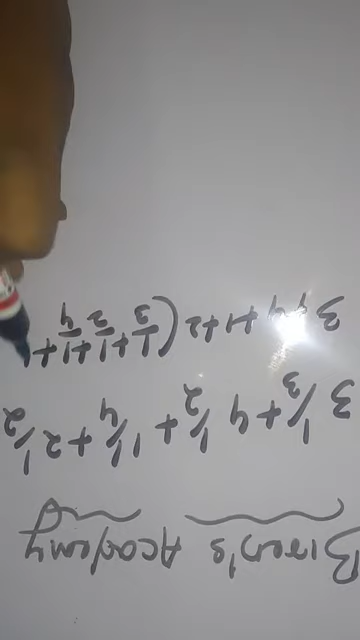 Biren's Academy
3 1/3 + 4 1/2 + 1 1/4 + 2 1/2
3+4+1+2+(1/3+1/2+1/4+